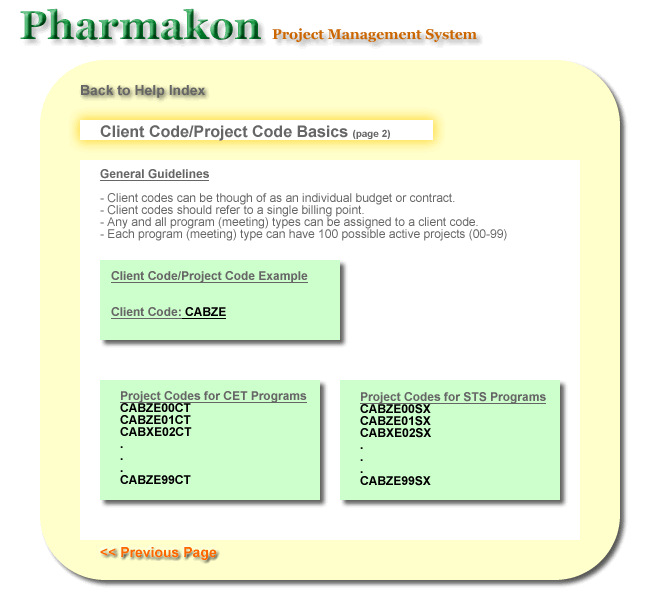 Pharmakon Project Management System
Back to Help Index
Client Code/Project Code Basics (page 2)
General Guidelines
- Client codes can be though of as an individual budget or contract.
- Client codes should refer to a single billing point.
- Any and all program (meeting) types can be assigned to a client code.
- Each program (meeting) type can have 100 possible active projects (00-99)
Client Code/Project Code Example
Client Code: CABZE
Project Codes for CET Programs
CABZE00CT
CABZE01CT
CABXE02CT
.
.
.
CABZE99CT
Project Codes for STS Programs
CABZE00SX
CABZE01SX
CABXE02SX
.
.
.
CABZE99SX
<< Previous Page